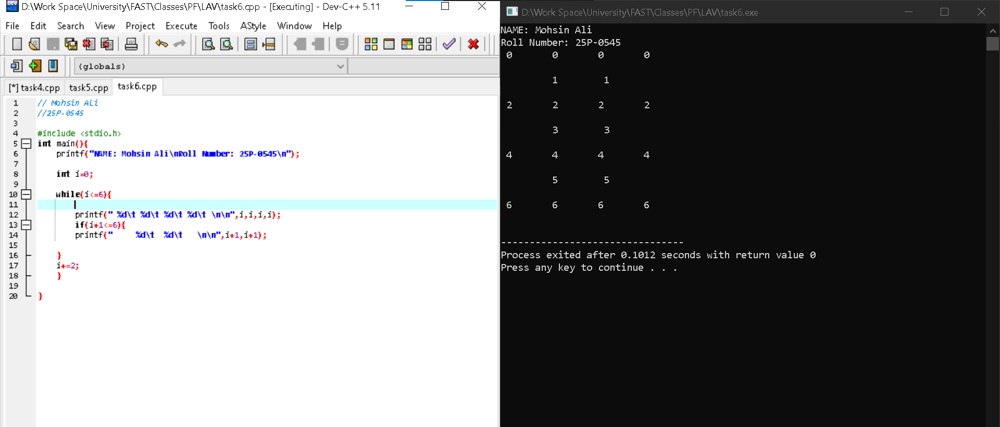 D:\Work Space\University\FAST\Classes\PF\LAV\task6.cpp - [Executing] - Dev-C++ 5.11
File Edit Search View Project Execute Tools AStyle Window Help
(globals)
[*] task4.cpp task5.cpp task6.cpp
1 // Mohsin Ali
2 //25P-0545
3
4 #include <stdio.h>
5 int main(){
6 printf("NAME: Mohsin Ali\nRoll Number: 25P-0545\n");
7
8 int i=0;
9
10 while(i<=6){
11
12 printf(" %d\t %d\t %d\t %d\t \n\n",i,i,i,i);
13 if(i+1<=6){
14 printf("     %d\t  %d\t   \n\n",i+1,i+1);
15
16 }
17 i+=2;
18 }
19
20 }
D:\Work Space\University\FAST\Classes\PF\LAV\task6.exe
NAME: Mohsin Ali
Roll Number: 25P-0545
0 0 0 0
1 1
2 2 2 2
3 3
4 4 4 4
5 5
6 6 6 6
--------------------------------
Process exited after 0.1012 seconds with return value 0
Press any key to continue . . .